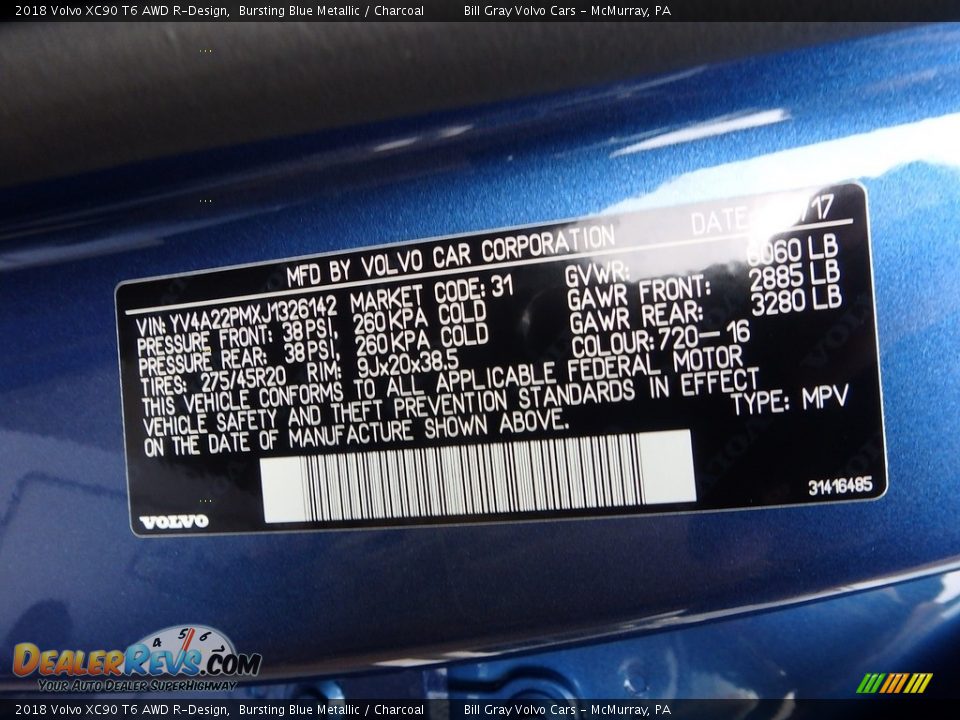 2018 Volvo XC90 T6 AWD R-Design, Bursting Blue Metallic / Charcoal Bill Gray Volvo Cars - McMurray, PA
MFD BY VOLVO CAR CORPORATION DATE /17
VIN: YV4A22PMXJ1326142 MARKET CODE: 31 GVWR: 6060 LB
PRESSURE FRONT: 38 PSI, 260 KPA COLD GAWR FRONT: 2885 LB
PRESSURE REAR: 38 PSI, 260 KPA COLD GAWR REAR: 3280 LB
TIRES: 275/45R20 RIM: 9Jx20x38.5 COLOUR: 720-16
THIS VEHICLE CONFORMS TO ALL APPLICABLE FEDERAL MOTOR
VEHICLE SAFETY AND THEFT PREVENTION STANDARDS IN EFFECT
ON THE DATE OF MANUFACTURE SHOWN ABOVE. TYPE: MPV
31416485
VOLVO
4 5 6
DEALERREVS.COM
YOUR AUTO DEALER SUPERHIGHWAY
2018 Volvo XC90 T6 AWD R-Design, Bursting Blue Metallic / Charcoal Bill Gray Volvo Cars - McMurray, PA